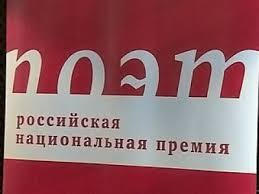 поэт
российская
национальная премия